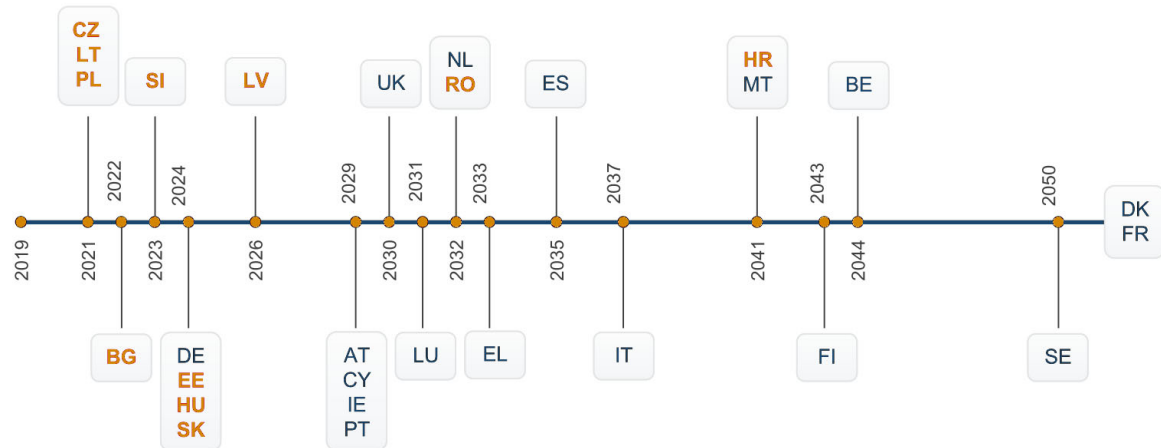 CZ
LT
PL
SI
LV
UK
NL
RO
ES
HR
MT
BE
2022
2024
2029
2031
2033
2037
2043
2050
DK
FR
2019
2021
2023
2026
2030
2032
2035
2041
2044
BG
DE
EE
HU
SK
AT
CY
IE
PT
LU
EL
IT
FI
SE